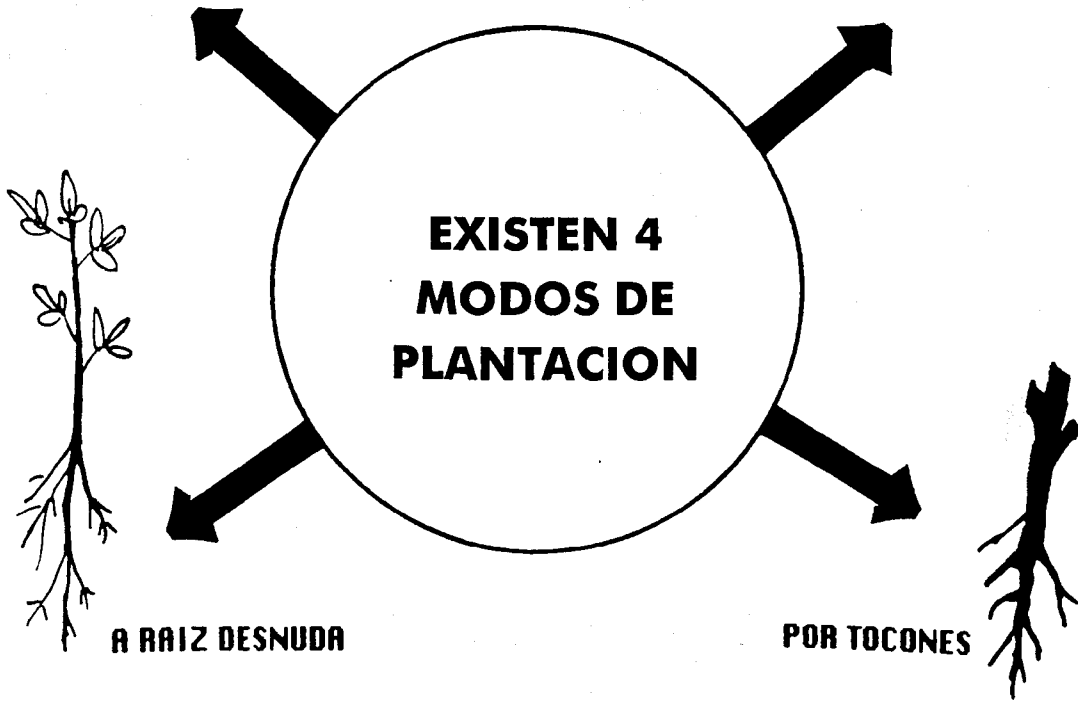 EXISTEN 4
MODOS DE
PLANTACION
A RAIZ DESNUDA
POR TOCONES